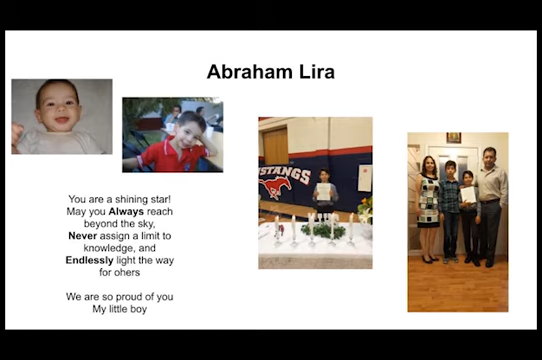 Abraham Lira
You are a shining star!
May you Always reach
beyond the sky,
Never assign a limit to
knowledge, and
Endlessly light the way
for ohers
We are so proud of you
My little boy
STANGS